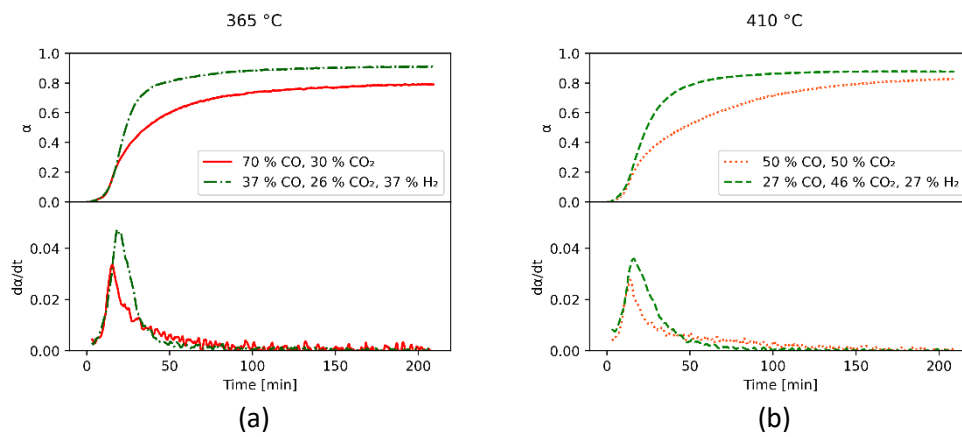 365 °C
1.0
0.8
0.6
α
0.4
0.2
0.0
70 % CO, 30 % CO₂
37 % CO, 26 % CO₂, 37 % H₂
0.04
dα/dt
0.02
0.00
0 50 100 150 200
Time [min]
(a)
410 °C
1.0
0.8
0.6
α
0.4
0.2
0.0
50 % CO, 50 % CO₂
27 % CO, 46 % CO₂, 27 % H₂
0.04
dα/dt
0.02
0.00
0 50 100 150 200
Time [min]
(b)